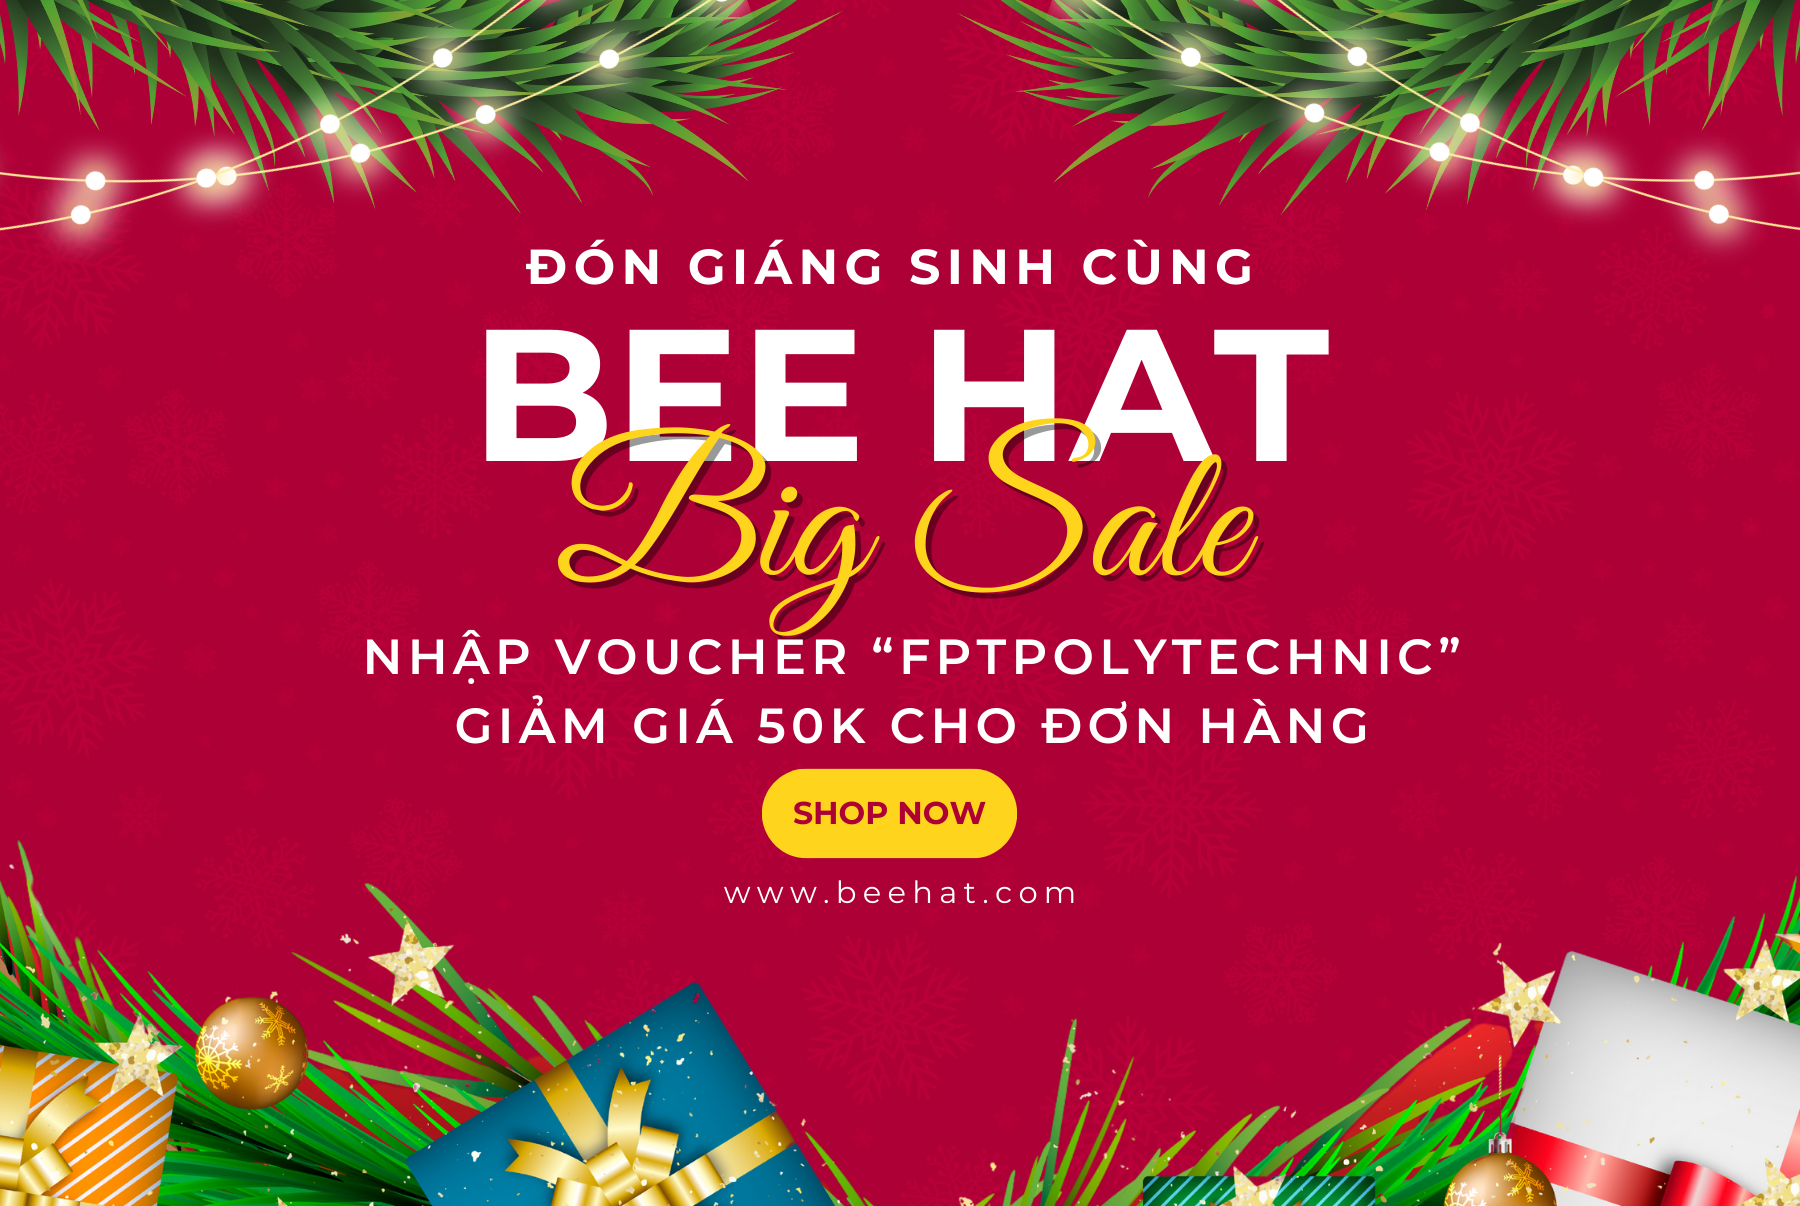 ĐÓN GIÁNG SINH CÙNG
BEE HAT
Big Sale
NHẬP VOUCHER “FPTPOLYTECHNIC”
GIẢM GIÁ 50K CHO ĐƠN HÀNG
SHOP NOW
www.beehat.com